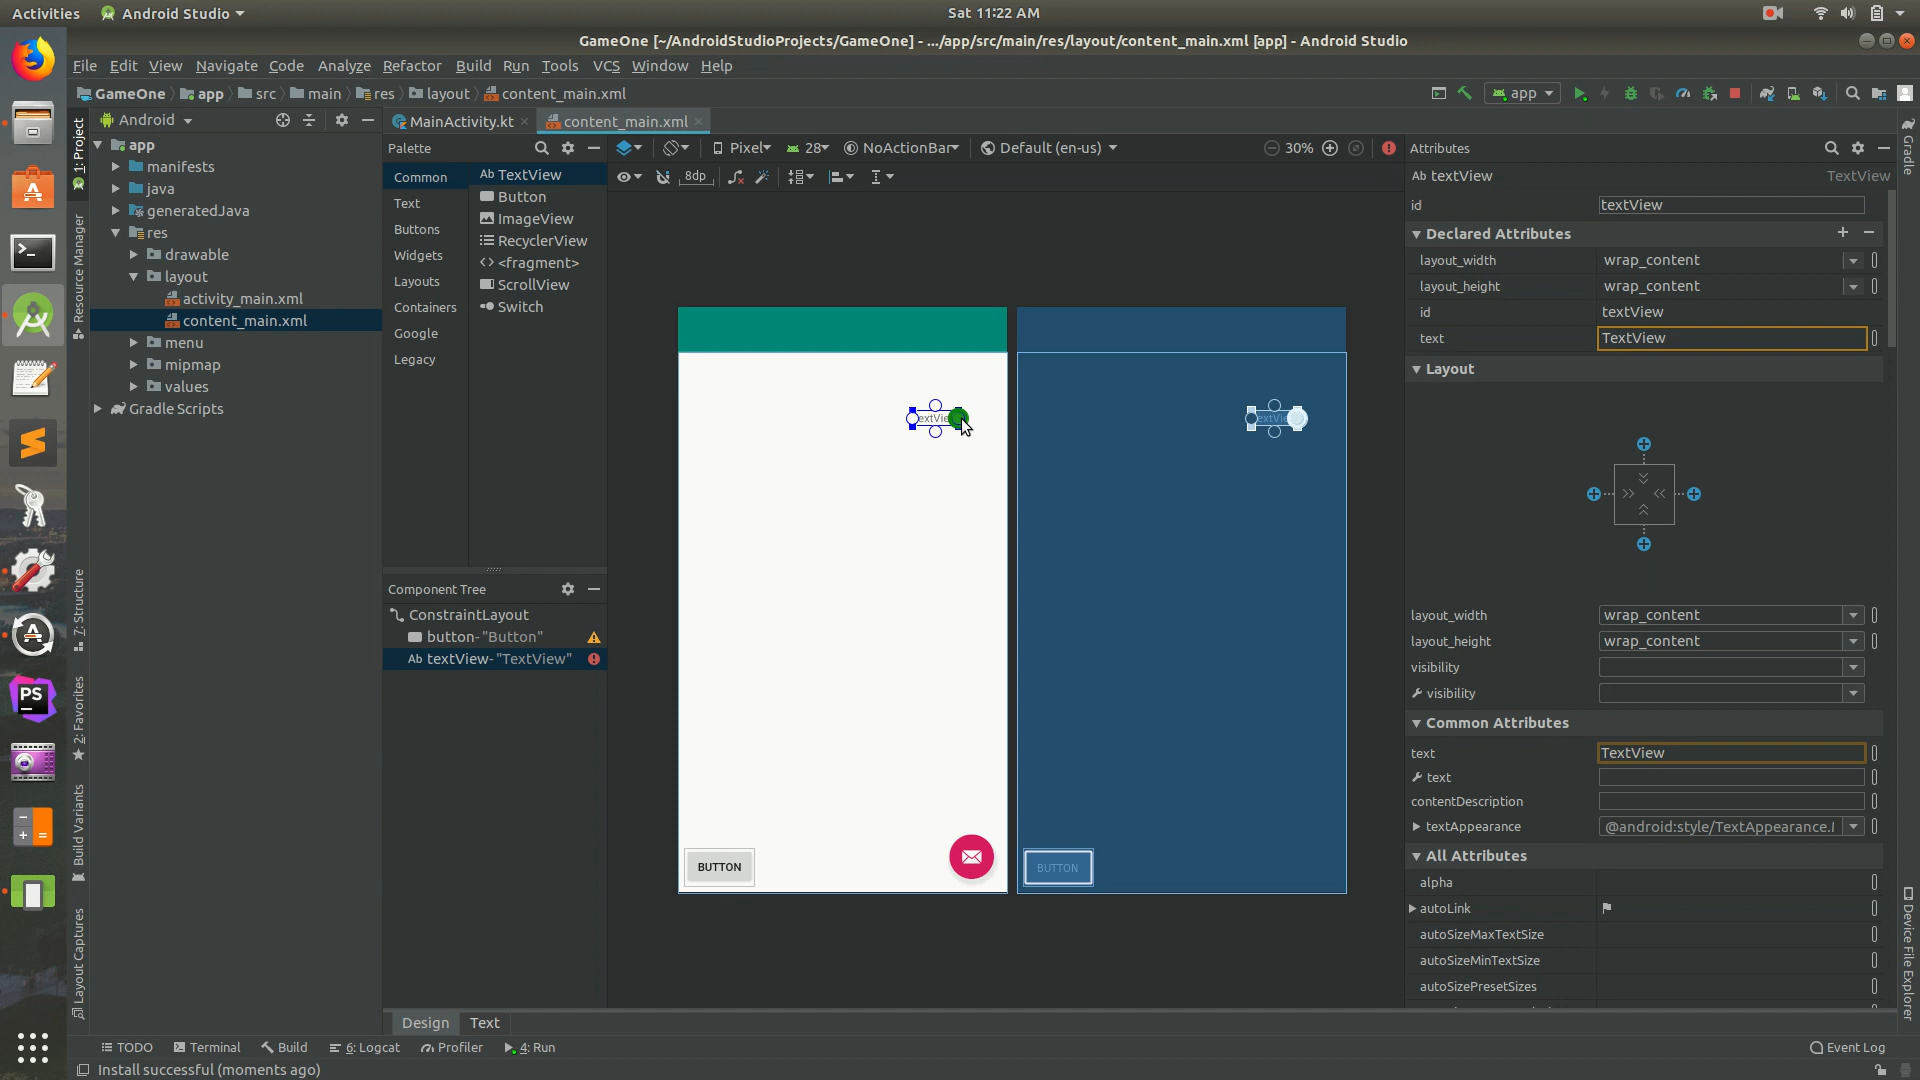 Activities
Android Studio
Sat 11:22 AM
GameOne [~/AndroidStudioProjects/GameOne] - .../app/src/main/res/layout/content_main.xml [app] - Android Studio
File Edit View Navigate Code Analyze Refactor Build Run Tools VCS Window Help
GameOne app src main res layout content_main.xml
app
1: Project
Resource Manager
7: Structure
2: Favorites
Build Variants
Layout Captures
Android
app
manifests
java
generatedJava
res
drawable
layout
activity_main.xml
content_main.xml
menu
mipmap
values
Gradle Scripts
MainActivity.kt
content_main.xml
Palette
Common
Text
Buttons
Widgets
Layouts
Containers
Google
Legacy
Ab TextView
Button
ImageView
RecyclerView
<fragment>
ScrollView
Switch
Component Tree
ConstraintLayout
button- "Button"
Ab textView- "TextView"
Pixel
28
NoActionBar
Default (en-us)
30%
8dp
BUTTON
BUTTON
Attributes
Ab textView
TextView
id textView
Declared Attributes
layout_width wrap_content
layout_height wrap_content
id textView
text TextView
Layout
layout_width wrap_content
layout_height wrap_content
visibility
visibility
Common Attributes
text TextView
text
contentDescription
textAppearance @android:style/TextAppearance.
All Attributes
alpha
autoLink
autoSizeMaxTextSize
autoSizeMinTextSize
autoSizePresetSizes
Gradle
Device File Explorer
Design
Text
TODO
Terminal
Build
6: Logcat
Profiler
4: Run
Event Log
Install successful (moments ago)
PS